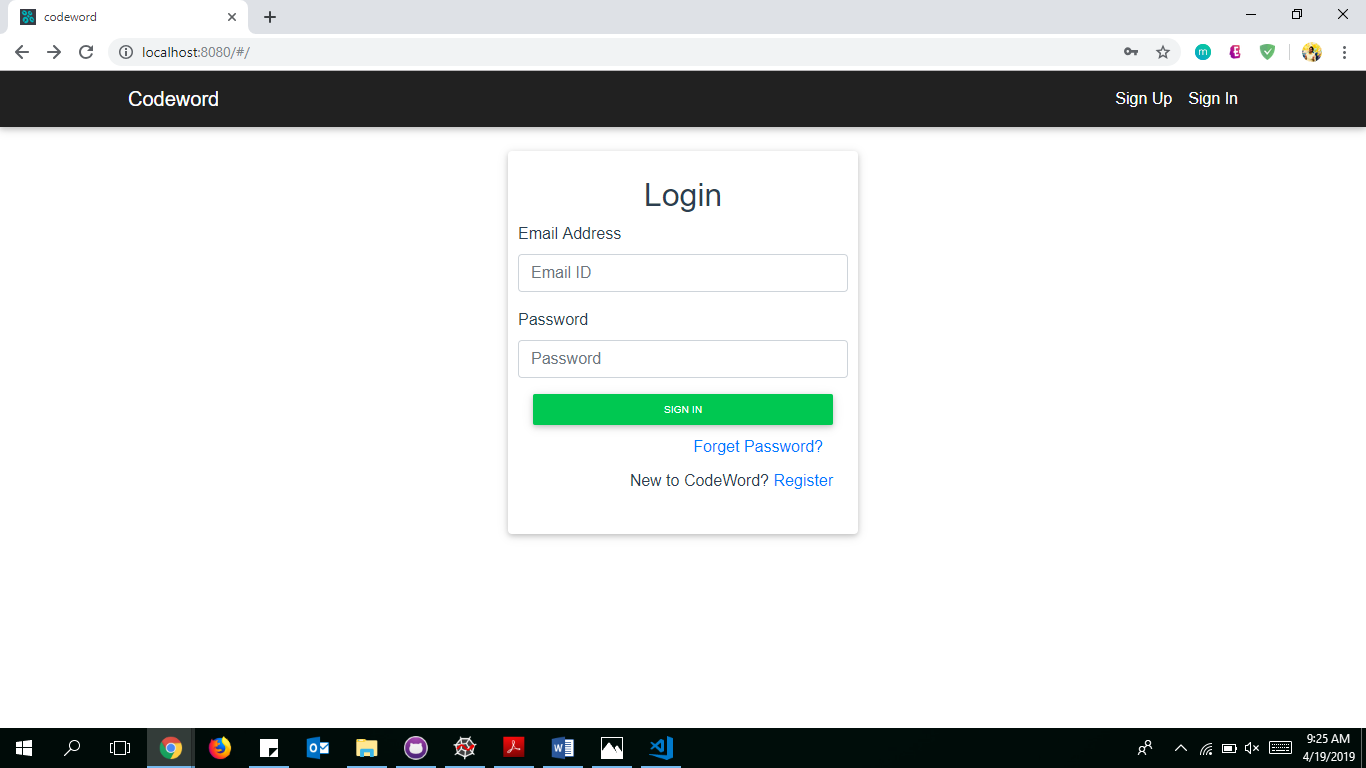 codeword
localhost:8080/#/
Codeword
Sign Up Sign In
Login
Email Address
Email ID
Password
Password
SIGN IN
Forget Password?
New to CodeWord? Register
9:25 AM
4/19/2019